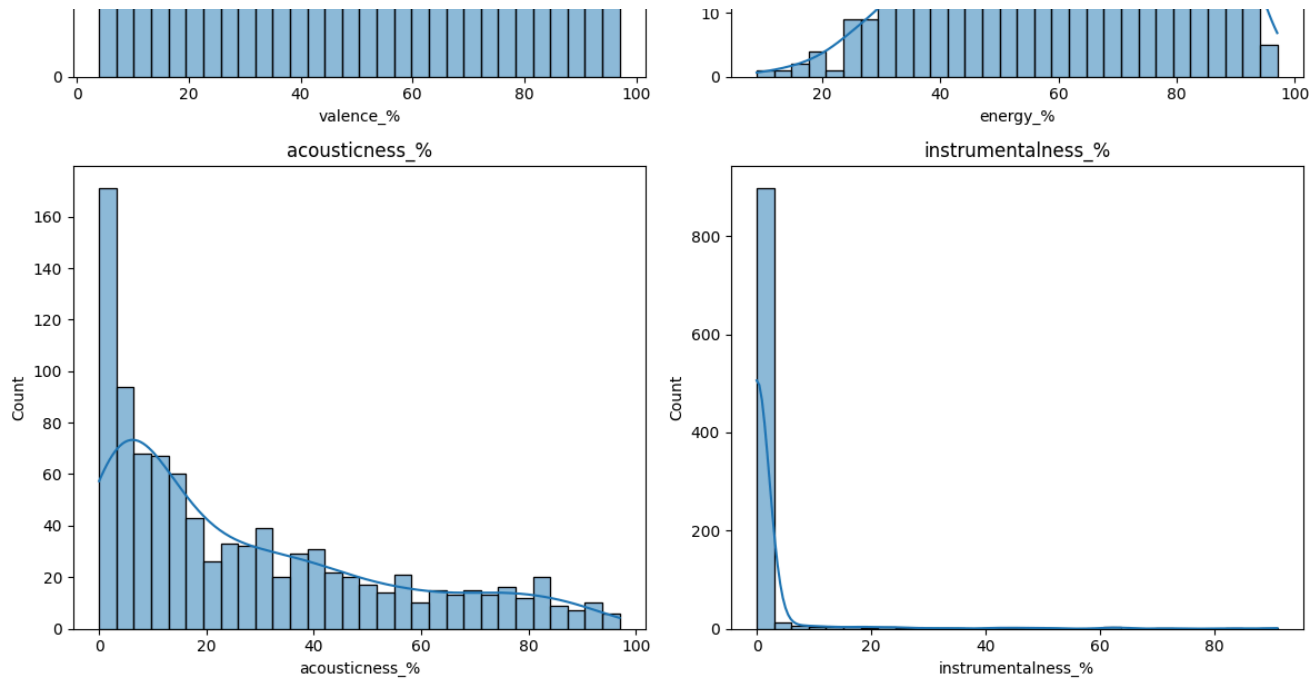 0
0 20 40 60 80 100
valence_%
10
0
20 40 60 80 100
energy_%
acousticness_%
160
140
120
100
80
60
40
20
0
Count
0 20 40 60 80 100
acousticness_%
instrumentalness_%
800
600
400
200
0
Count
0 20 40 60 80
instrumentalness_%